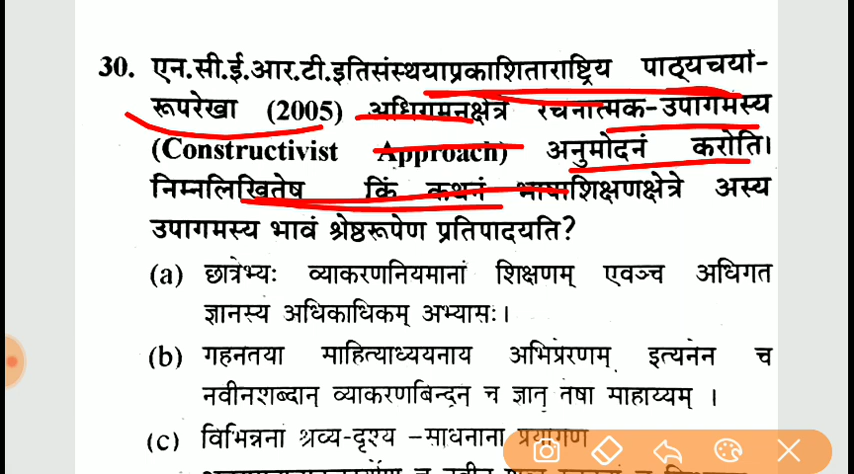 30. एन.सी.ई.आर.टी.इतिसंस्थयाप्रकाशिताराष्ट्रिय पाठ्यचर्या-
रूपरेखा (2005) अधिगमनक्षेत्रे रचनात्मक-उपागमस्य
(Constructivist Approach) अनुमोदनं करोति।
निम्नलिखितेषु किं कथनं भाषाशिक्षणक्षेत्रे अस्य
उपागमस्य भावं श्रेष्ठरूपेण प्रतिपादयति?
(a) छात्रेभ्यः व्याकरणनियमानां शिक्षणम् एवञ्च अधिगत
ज्ञानस्य अधिकाधिकम् अभ्यासः।
(b) गहनतया साहित्याध्ययनाय अभिप्रेरणम् इत्यनेन च
नवीनशब्दान् व्याकरणबिन्दून् च ज्ञातुं तेषां साहाय्यम् ।
(c) विभिन्नानां श्रव्य-दृश्य –साधनानां प्रयोगेण